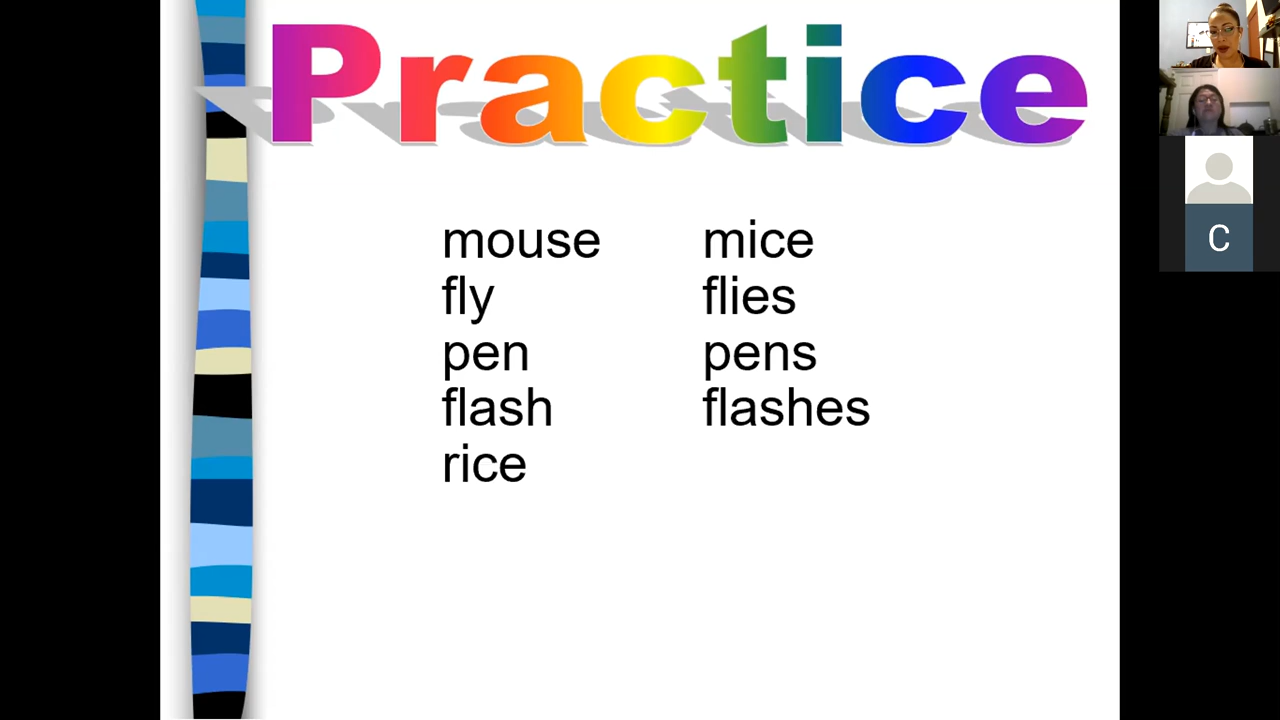 Practice
mouse mice
fly flies
pen pens
flash flashes
rice
C